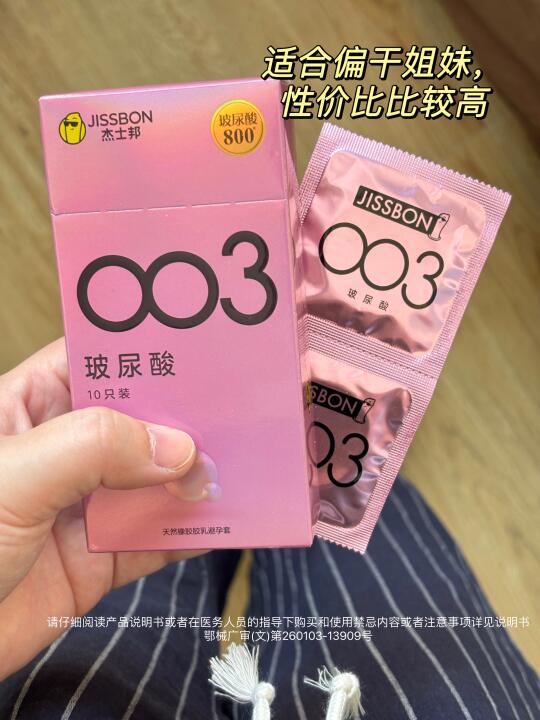 适合偏干姐妹，
性价比比较高
JISSBON
杰士邦
玻尿酸
800
003
玻尿酸
10只装
天然橡胶胶乳避孕套
JISSBON
003
玻尿酸
JISSBON
003
请仔细阅读产品说明书或者在医务人员的指导下购买和使用禁忌内容或者注意事项详见说明书
鄂械广审(文)第260103-13909号